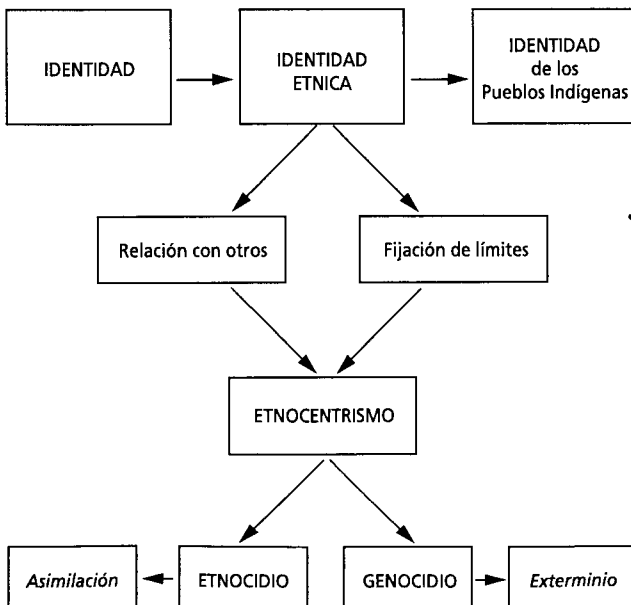 IDENTIDAD
IDENTIDAD
ETNICA
IDENTIDAD
de los
Pueblos Indígenas
Relación con otros
Fijación de límites
ETNOCENTRISMO
Asimilación
ETNOCIDIO
GENOCIDIO
Exterminio